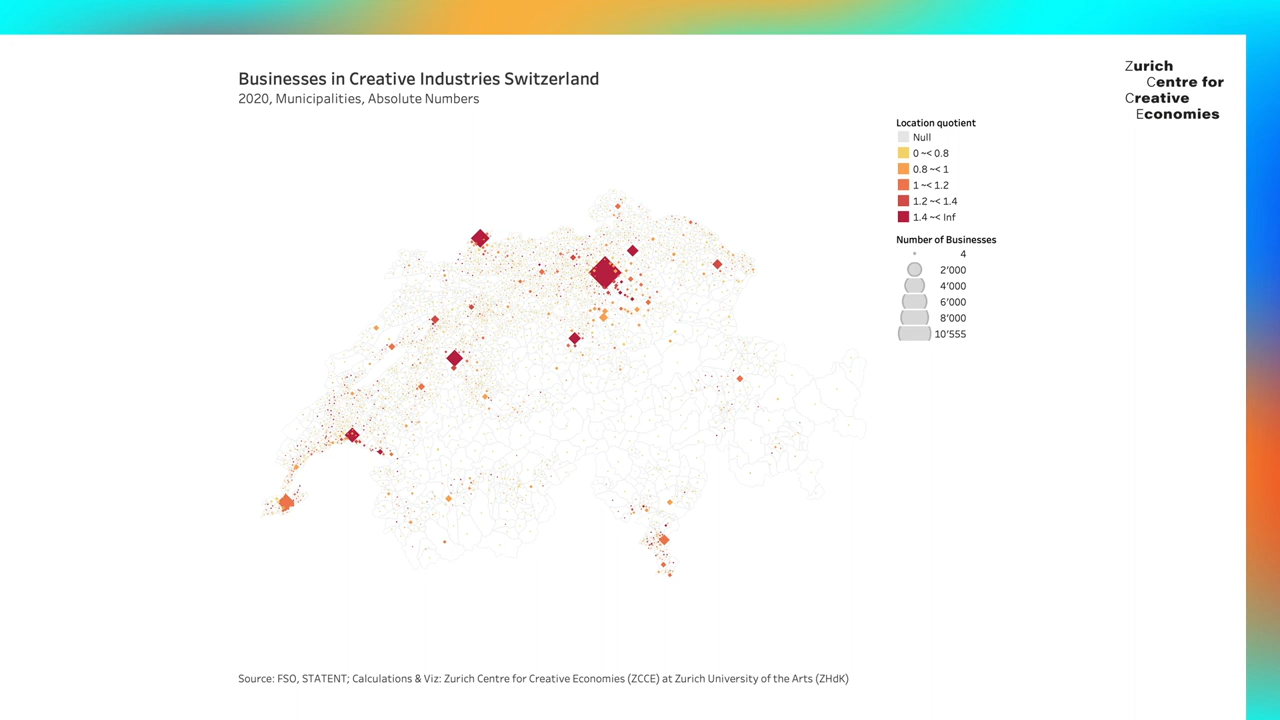 Businesses in Creative Industries Switzerland
2020, Municipalities, Absolute Numbers
Zurich
Centre for
Creative
Economies
Location quotient
Null
0 ~< 0.8
0.8 ~< 1
1 ~< 1.2
1.2 ~< 1.4
1.4 ~< Inf
Number of Businesses
4
2'000
4'000
6'000
8'000
10'555
Source: FSO, STATENT; Calculations & Viz: Zurich Centre for Creative Economies (ZCCE) at Zurich University of the Arts (ZHdK)